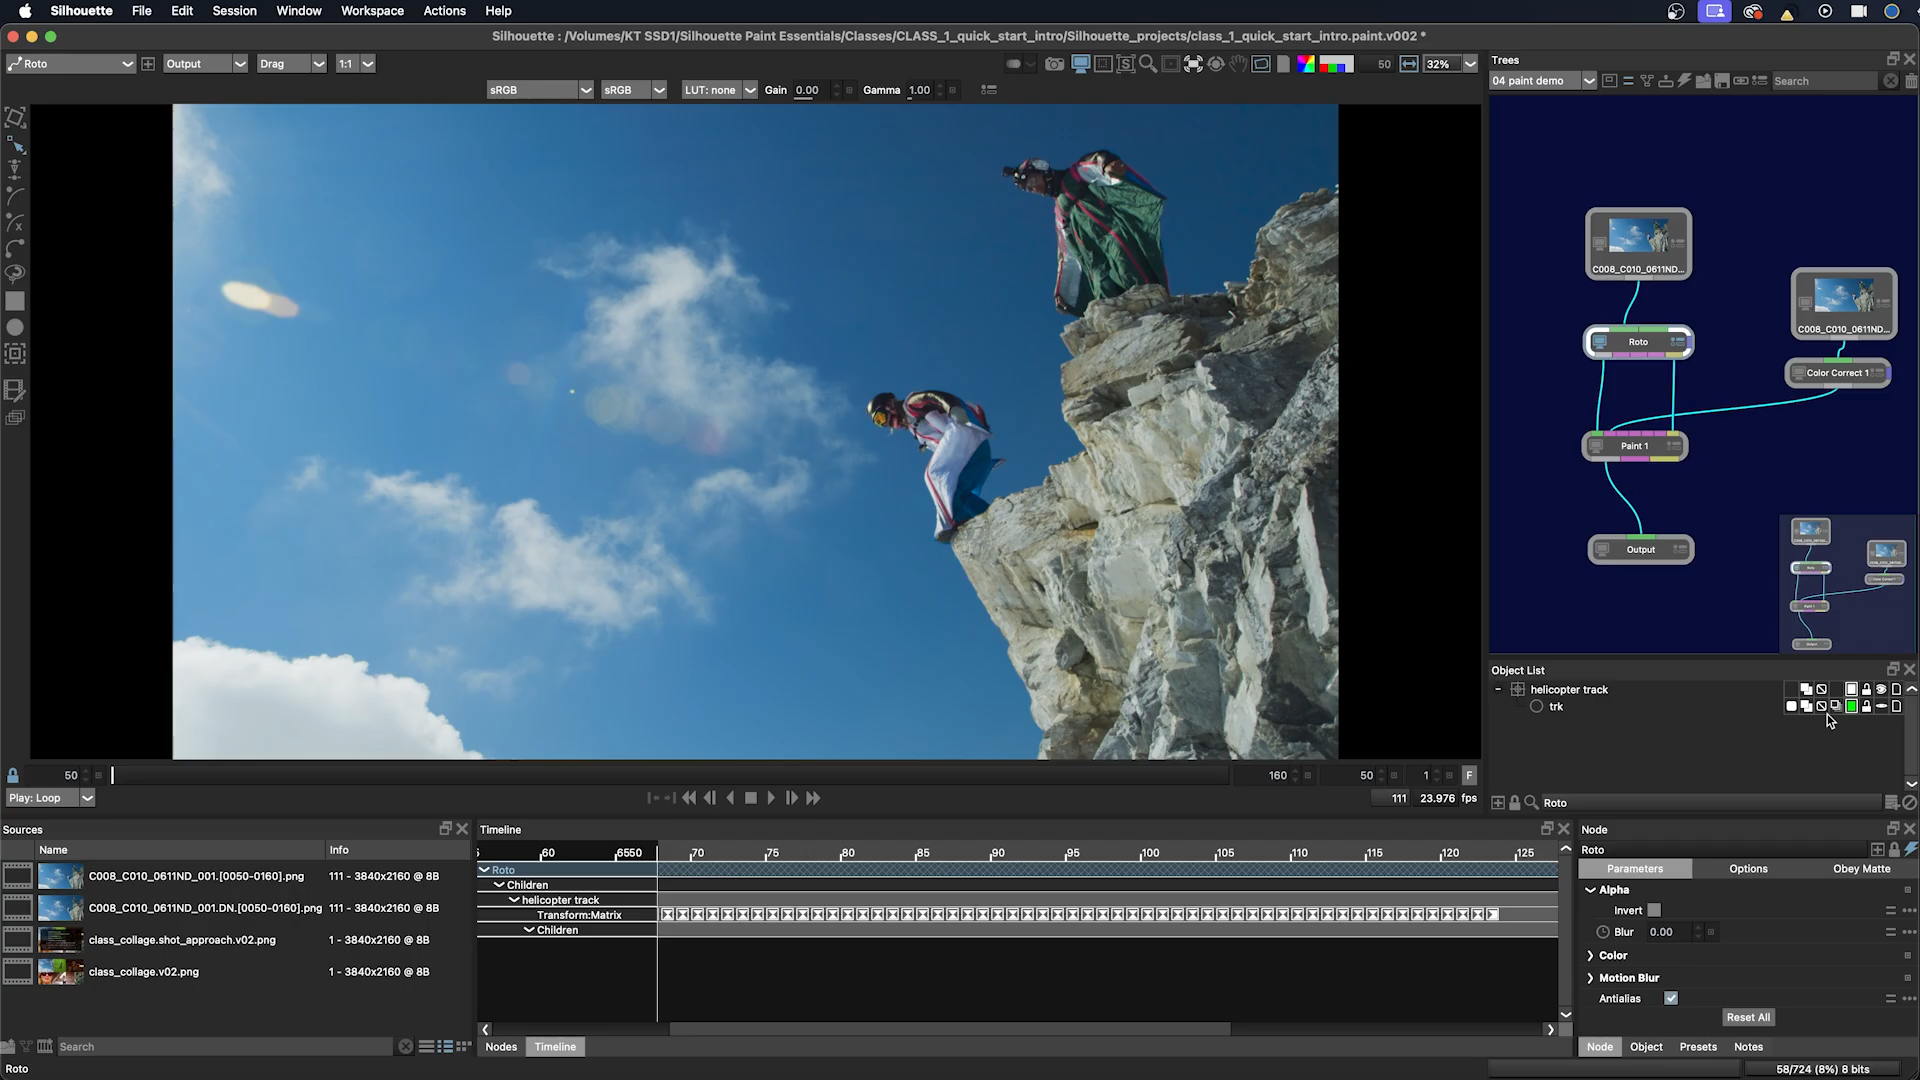 Silhouette File Edit Session Window Workspace Actions Help
Silhouette : /Volumes/KT SSD1/Silhouette Paint Essentials/Classes/CLASS_1_quick_start_intro/Silhouette_projects/class_1_quick_start_intro.paint.v002 *
Roto Output Drag 1:1 50 32%
sRGB sRGB LUT: none Gain 0.00 Gamma 1.00
Trees
04 paint demo Search
C008_C010_0611ND...
C008_C010_0611ND...
Roto
Color Correct 1
Paint 1
Output
Object List
helicopter track
trk
Roto
50 160 50 1 F
Play: Loop 111 23.976 fps
Sources
Name Info
C008_C010_0611ND_001.[0050-0160].png 111 - 3840x2160 @ 8B
C008_C010_0611ND_001.DN.[0050-0160].png 111 - 3840x2160 @ 8B
class_collage.shot_approach.v02.png 1 - 3840x2160 @ 8B
class_collage.v02.png 1 - 3840x2160 @ 8B
Search
Timeline
60 6550 70 75 80 85 90 95 100 105 110 115 120 125
Roto
Children
helicopter track
Transform:Matrix
Children
Nodes Timeline
Node
Roto
Parameters Options Obey Matte
Alpha
Invert
Blur 0.00
Color
Motion Blur
Antialias
Reset All
Node Object Presets Notes
Roto 58/724 (8%) 8 bits